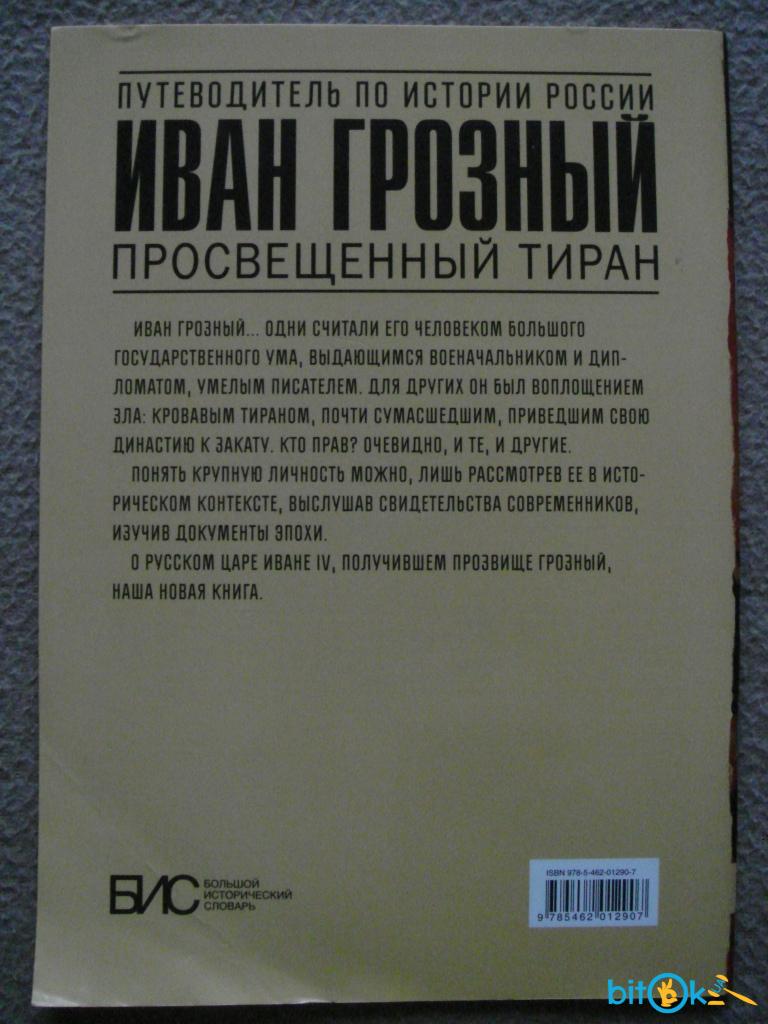 ПУТЕВОДИТЕЛЬ ПО ИСТОРИИ РОССИИ
ИВАН ГРОЗНЫЙ
ПРОСВЕЩЕННЫЙ ТИРАН
ИВАН ГРОЗНЫЙ... ОДНИ СЧИТАЛИ ЕГО ЧЕЛОВЕКОМ БОЛЬШОГО
ГОСУДАРСТВЕННОГО УМА, ВЫДАЮЩИМСЯ ВОЕНАЧАЛЬНИКОМ И ДИП-
ЛОМАТОМ, УМЕЛЫМ ПИСАТЕЛЕМ. ДЛЯ ДРУГИХ ОН БЫЛ ВОПЛОЩЕНИЕМ
ЗЛА: КРОВАВЫМ ТИРАНОМ, ПОЧТИ СУМАСШЕДШИМ, ПРИВЕДШИМ СВОЮ
ДИНАСТИЮ К ЗАКАТУ. КТО ПРАВ? ОЧЕВИДНО, И ТЕ, И ДРУГИЕ.
ПОНЯТЬ КРУПНУЮ ЛИЧНОСТЬ МОЖНО, ЛИШЬ РАССМОТРЕВ ЕЕ В ИСТО-
РИЧЕСКОМ КОНТЕКСТЕ, ВЫСЛУШАВ СВИДЕТЕЛЬСТВА СОВРЕМЕННИКОВ,
ИЗУЧИВ ДОКУМЕНТЫ ЭПОХИ.
О РУССКОМ ЦАРЕ ИВАНЕ IV, ПОЛУЧИВШЕМ ПРОЗВИЩЕ ГРОЗНЫЙ,
НАША НОВАЯ КНИГА.
БИС
БОЛЬШОЙ
ИСТОРИЧЕСКИЙ
СЛОВАРЬ
ISBN 978-5-462-01290-7
9 785462 012907
bitOk.UA